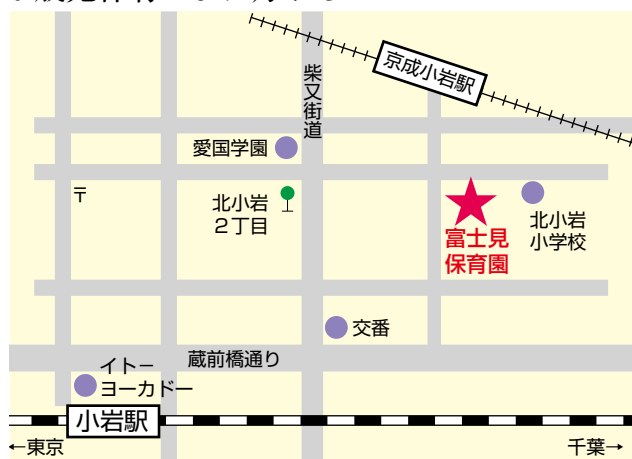 京成小岩駅
柴又街道
愛国学園
〒
北小岩
2丁目
富士見
保育園
北小岩
小学校
交番
蔵前橋通り
イトー
ヨーカドー
小岩駅
←東京
千葉→